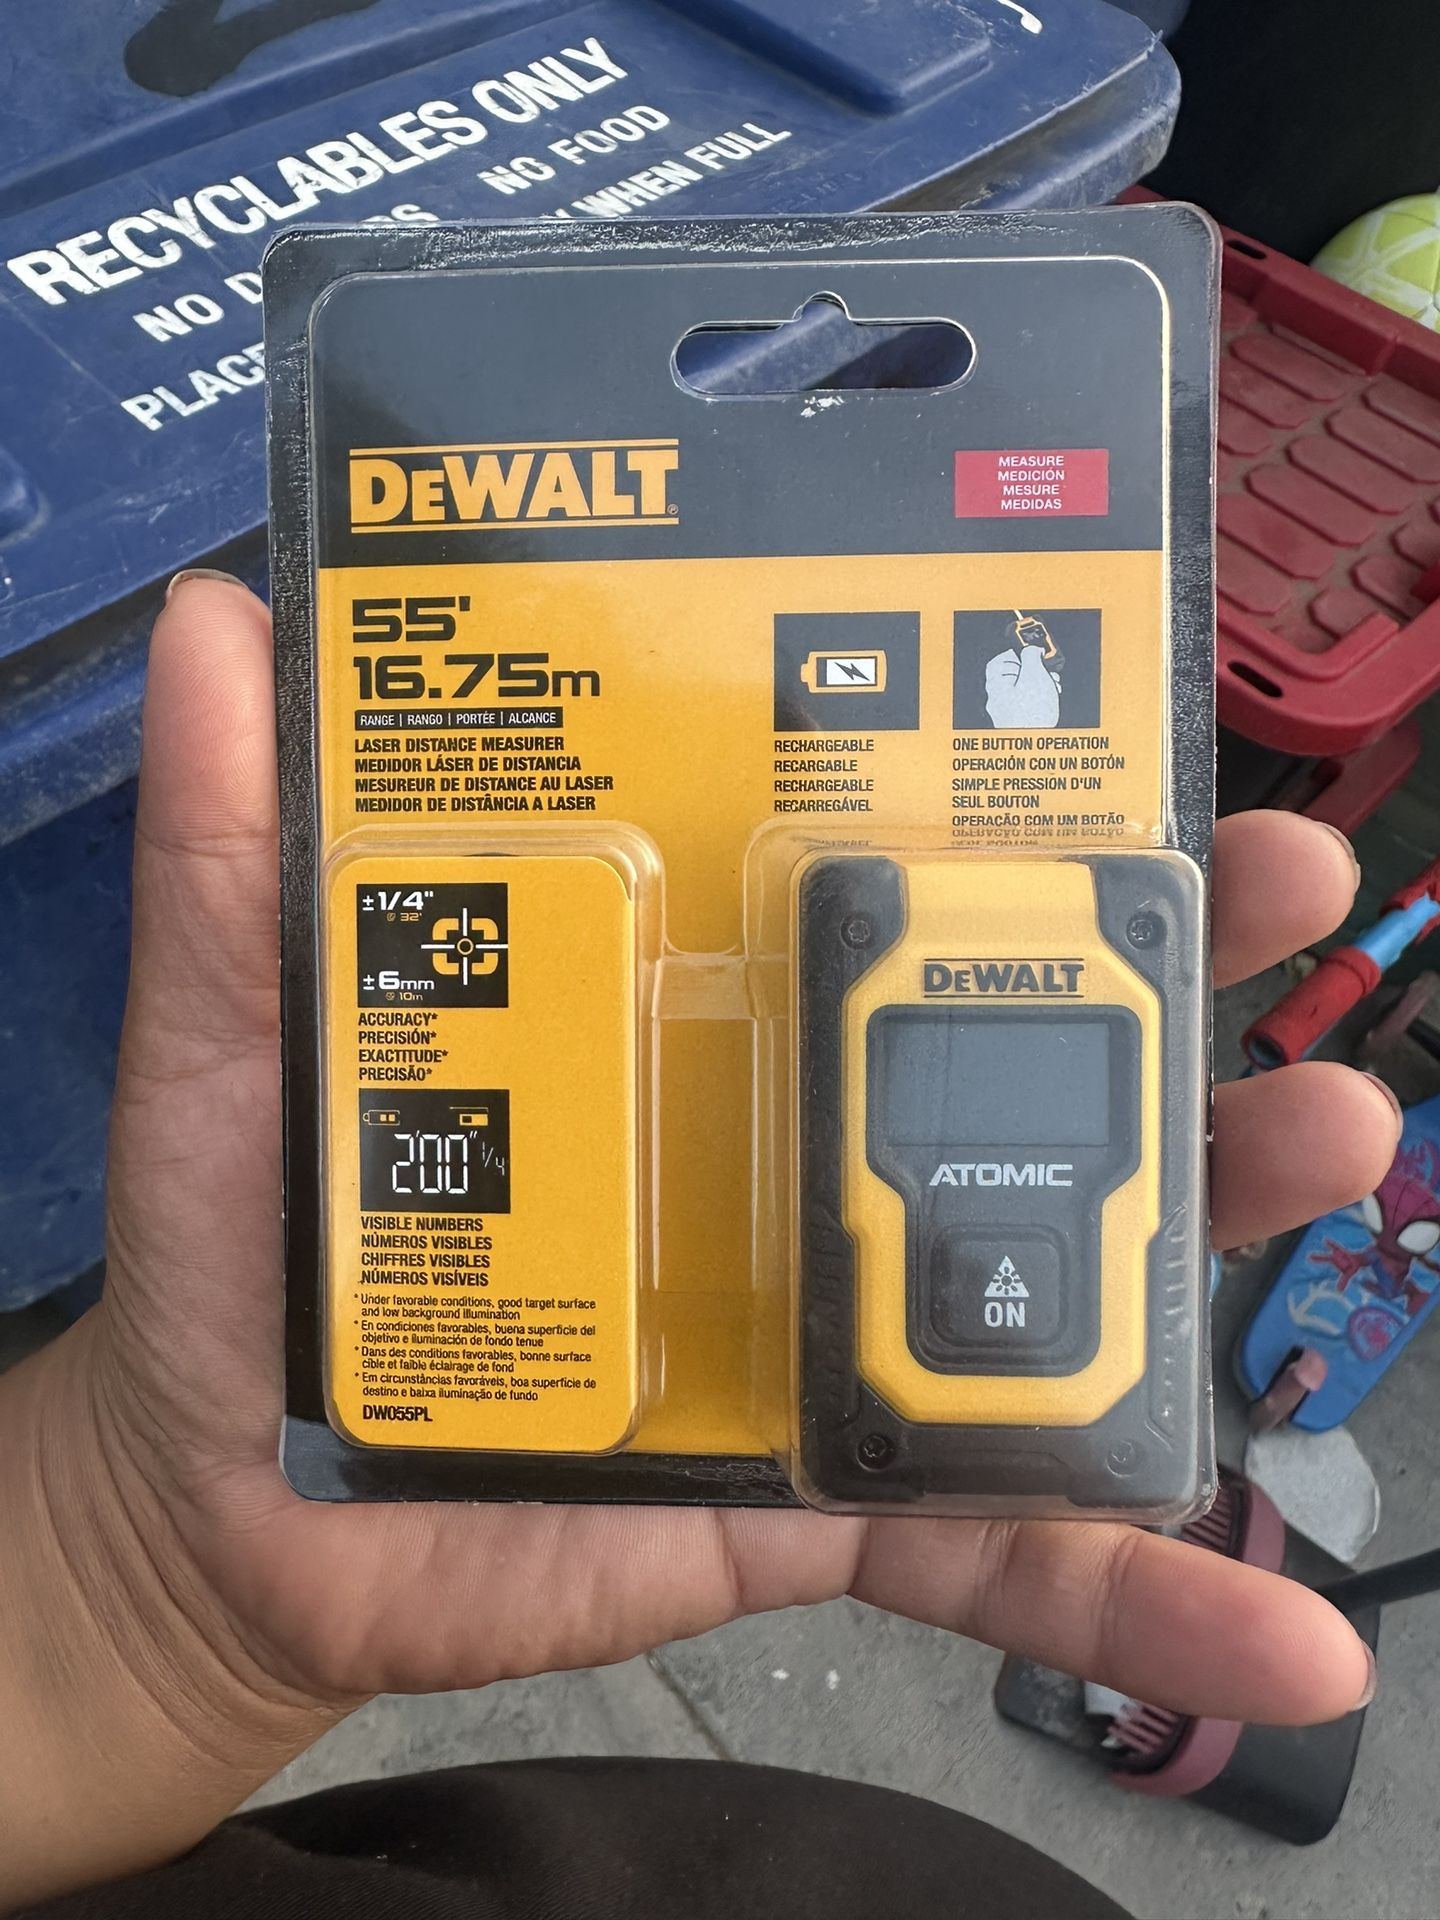 RECYCLABLES ONLY
NO FOOD
NO
WHEN FULL
DEWALT
MEASURE
MEDICIÓN
MESURE
MEDIDAS
55'
16.75m
RANGE | RANGO | PORTÉE | ALCANCE
LASER DISTANCE MEASURER
MEDIDOR LÁSER DE DISTANCIA
MESUREUR DE DISTANCE AU LASER
MEDIDOR DE DISTÂNCIA A LASER
RECHARGEABLE
RECARGABLE
RECHARGEABLE
RECARREGÁVEL
ONE BUTTON OPERATION
OPERACIÓN CON UN BOTÓN
SIMPLE PRESSION D'UN
SEUL BOUTON
OPERAÇÃO COM UM BOTÃO
±1/4"
@ 32'
±6mm
@ 10m
ACCURACY*
PRECISIÓN*
EXACTITUDE*
PRECISÃO*
2'00" 1/4
VISIBLE NUMBERS
NÚMEROS VISIBLES
CHIFFRES VISIBLES
NÚMEROS VISÍVEIS
* Under favorable conditions, good target surface
and low background illumination
* En condiciones favorables, buena superficie del
objetivo e iluminación de fondo tenue
* Dans des conditions favorables, bonne surface
cible et faible éclairage de fond
* Em circunstâncias favoráveis, boa superfície de
destino e baixa iluminação de fundo
DW055PL
DEWALT
ATOMIC
ON